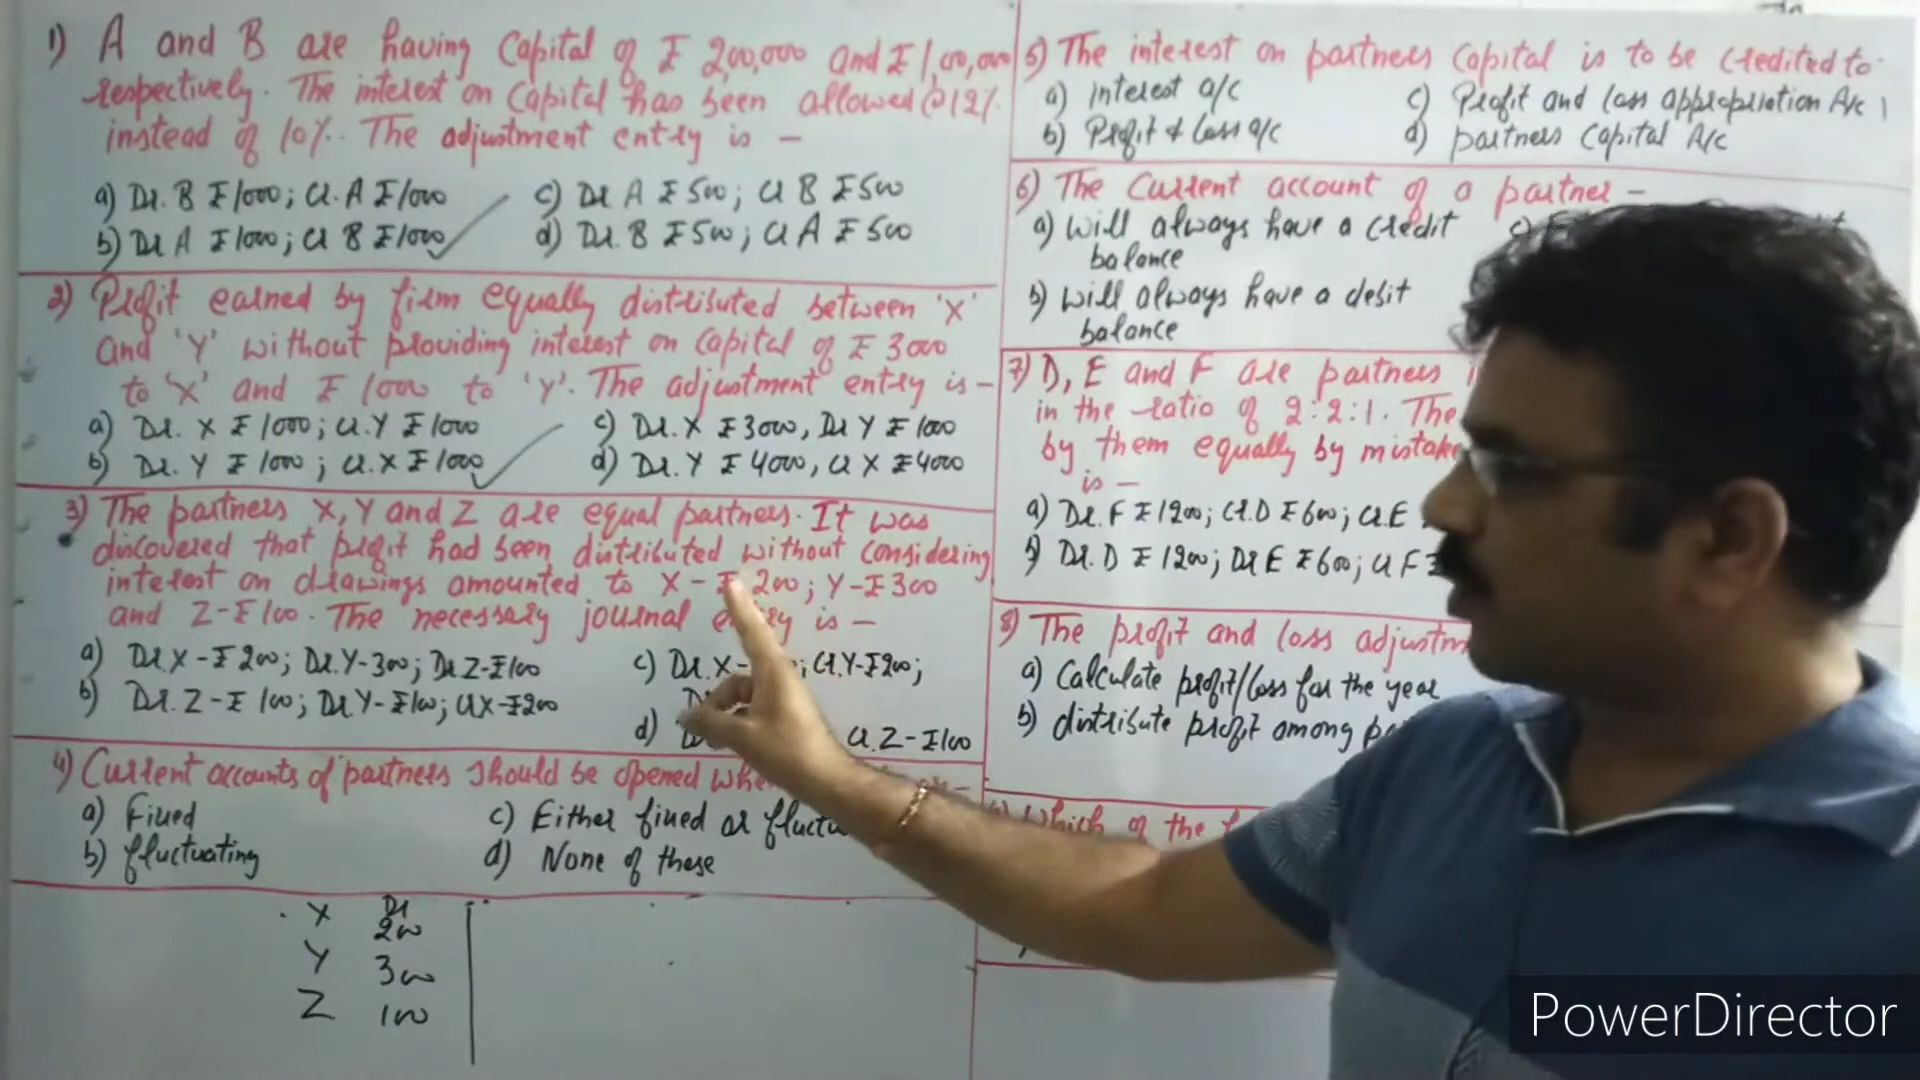 1) A and B are having Capital of ₹ 2,00,000 and ₹ 1,00,000
respectively. The interest on Capital has been allowed @ 12%
instead of 10%. The adjustment entry is -
a) Dr. B ₹ 1000; Cr. A ₹ 1000
b) Dr A ₹ 1000; Cr B ₹ 1000
c) Dr A ₹ 500; Cr B ₹ 500
d) Dr. B ₹ 500; Cr A ₹ 500
2) Profit earned by firm equally distributed between 'X'
and 'Y' without providing interest on Capital of ₹ 3000
to 'X' and ₹ 1000 to 'Y'. The adjustment entry is -
a) Dr. X ₹ 1000; Cr. Y ₹ 1000
b) Dr. Y ₹ 1000; Cr. X ₹ 1000
c) Dr. X ₹ 3000, Dr Y ₹ 1000
d) Dr. Y ₹ 4000, Cr X ₹ 4000
3) The partners X, Y and Z are equal partners. It was
discovered that profit had been distributed without considering
interest on drawings amounted to X - ₹ 200; Y - ₹ 300
and Z - ₹ 100. The necessary journal entry is -
a) Dr. X - ₹ 200; Dr. Y - 300; Dr Z - ₹ 100
b) Dr. Z - ₹ 100; Dr Y - ₹ 100; Cr X - ₹ 200
c) Dr. X - ; Cr. Y - ₹ 200;
d) Cr. Z - ₹ 100
4) Current accounts of partners should be opened
a) Fixed
b) fluctuating
c) Either fixed or
d) None of these
X Dr 200
Y 300
Z 100
5) The interest on partners Capital is to be credited to.
a) Interest a/c
b) Profit & Loss a/c
c) Profit and loss appropriation A/c
d) partners Capital A/c
6) The Current account of a partner -
a) Will always have a credit
balance
b) will always have a debit
balance
c)
7) D, E and F are partners
in the ratio of 2:2:1. The
by them equally by mistake
is -
a) Dr. F ₹ 1200; Cr. D ₹ 600; Cr. E
b) Dr. D ₹ 1200; Dr E ₹ 600; Cr F ₹
8) The profit and loss
a) Calculate profit/loss for the year
b) distribute profit among
Which of the
PowerDirector